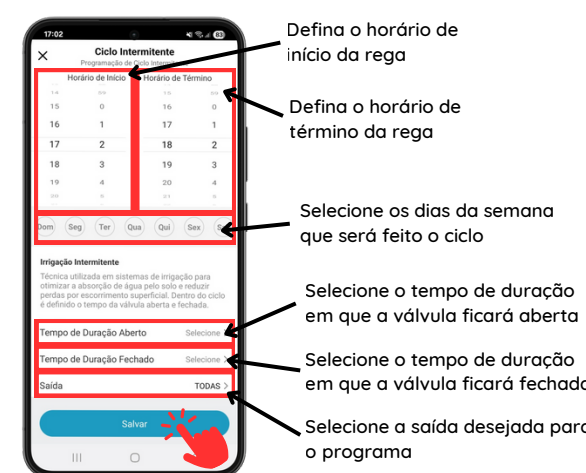 17:02
83
Ciclo Intermitente
Programação de Ciclo Intermit
Horário de Início
Horário de Término
15 0
16 1
17 2
18 3
19 4
16 0
17 1
18 2
19 3
20 4
Dom Seg Ter Qua Qui Sex S
Irrigação Intermitente
Técnica utilizada em sistemas de irrigação para
otimizar a absorção de água pelo solo e reduzir
perdas por escorrimento superficial. Dentro do ciclo
é definido o tempo da válvula aberta e fechada.
Tempo de Duração Aberto Selecione
Tempo de Duração Fechado Selecione >
Saída TODAS >
Salvar
Defina o horário de
início da rega
Defina o horário de
término da rega
Selecione os dias da semana
que será feito o ciclo
Selecione o tempo de duração
em que a válvula ficará aberta
Selecione o tempo de duração
em que a válvula ficará fechada
Selecione a saída desejada para
o programa